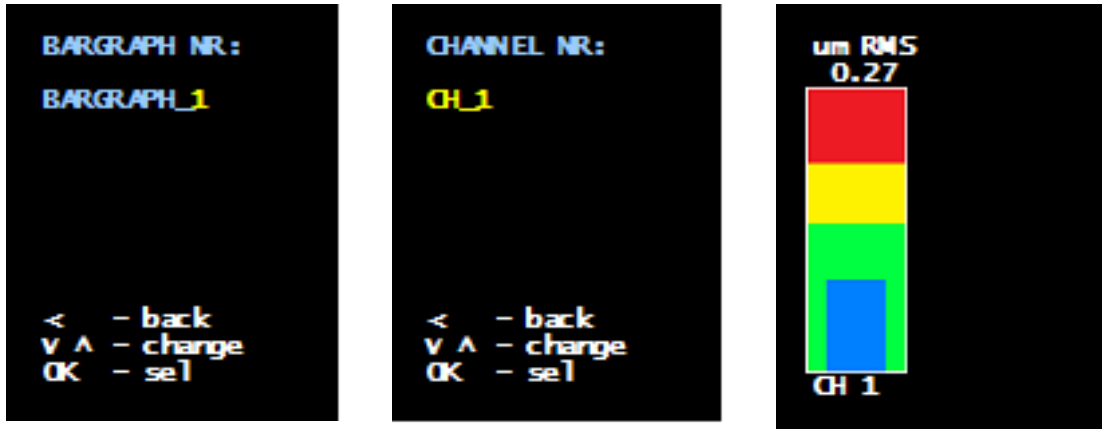 BARGRAPH NR:
BARGRAPH_1
< - back
v ^ - change
OK - sel
CHANNEL NR:
CH_1
< - back
v ^ - change
OK - sel
um RMS
0.27
CH 1